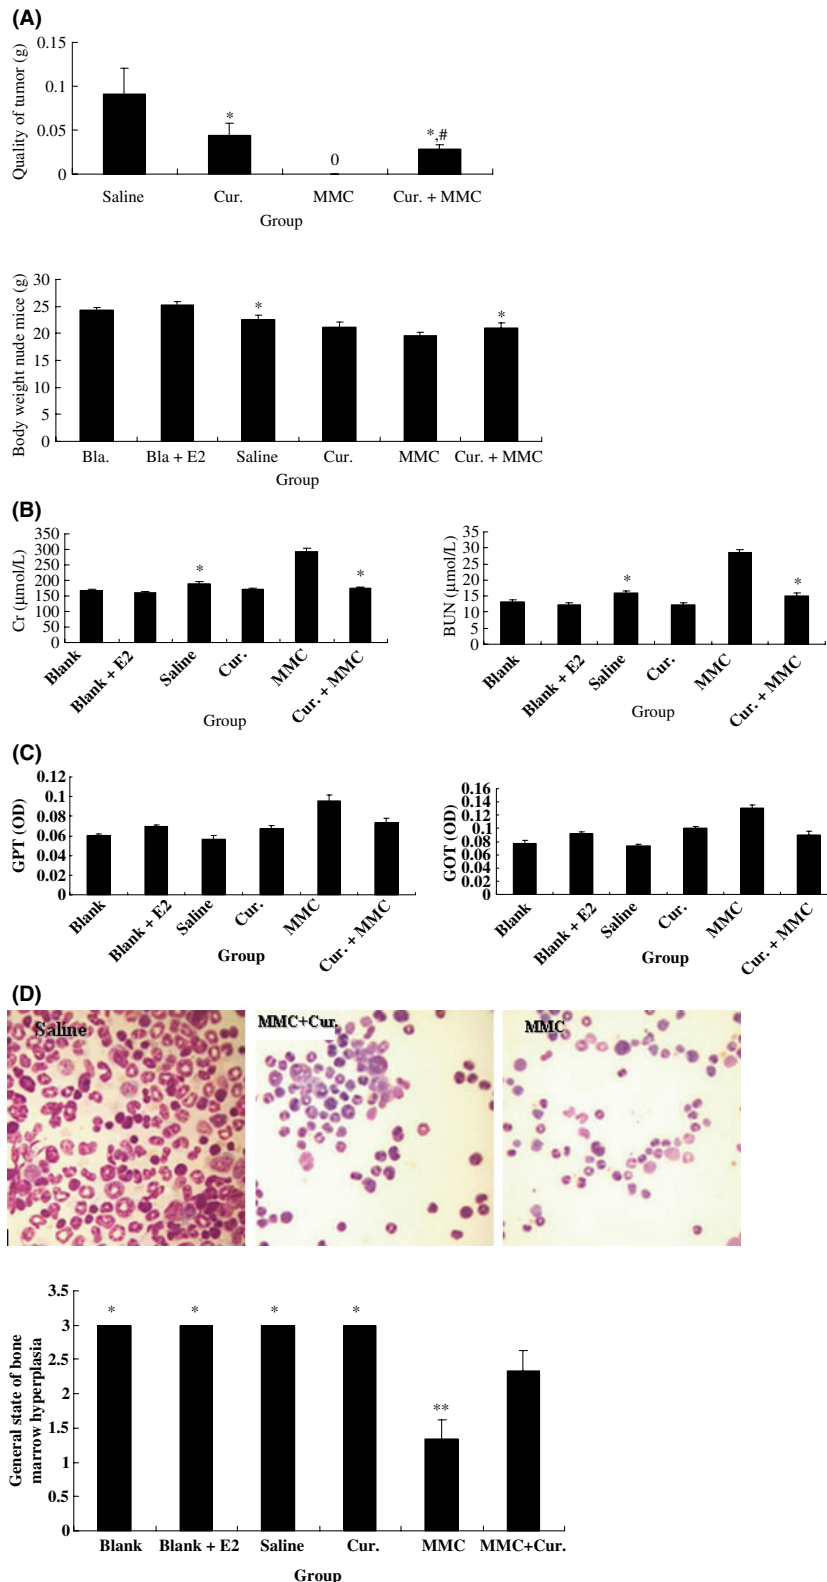 (A)
Quality of tumor (g)
0.15
0.1
0.05
0
*
0
*,#
Saline Cur. MMC Cur. + MMC
Group
Body weight nude mice (g)
30
25
20
15
10
5
0
*
*
Bla. Bla + E2 Saline Cur. MMC Cur. + MMC
Group
(B)
Cr (µmol/L)
350
300
250
200
150
100
50
0
*
*
Blank Blank + E2 Saline Cur. MMC Cur. + MMC
Group
BUN (µmol/L)
35
30
25
20
15
10
5
0
*
*
Blank Blank + E2 Saline Cur. MMC Cur. + MMC
Group
(C)
GPT (OD)
0.12
0.1
0.08
0.06
0.04
0.02
0
Blank Blank + E2 Saline Cur. MMC Cur. + MMC
Group
GOT (OD)
0.16
0.14
0.12
0.1
0.08
0.06
0.04
0.02
0
Blank Blank + E2 Saline Cur. MMC Cur. + MMC
Group
(D)
Saline
MMC+Cur.
MMC
General state of bone
marrow hyperplasia
3.5
3
2.5
2
1.5
1
0.5
0
* * * *
**
Blank Blank + E2 Saline Cur. MMC MMC+Cur.
Group